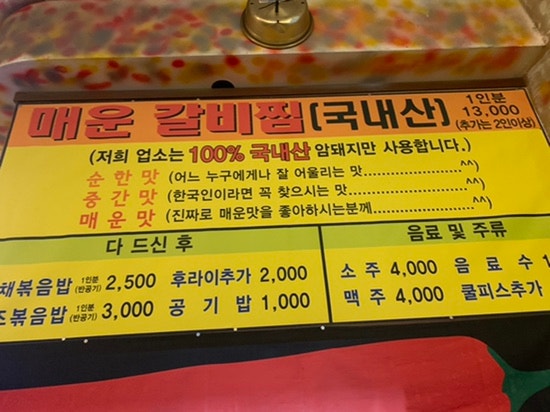 매운 갈비찜 (국내산) 1인분 13,000 (추가는 2인이상)
(저희 업소는 100% 국내산 암돼지만 사용합니다.)
순한맛 (어느 누구에게나 잘 어울리는 맛.......................^^)
중간맛 (한국인이라면 꼭 찾으시는 맛.......................^^)
매운맛 (진짜로 매운맛을 좋아하시는분께.....................^^)
다 드신 후
채볶음밥 1인분 (반공기) 2,500 후라이추가 2,000
볶음밥 1인분 (반공기) 3,000 공기밥 1,000
음료 및 주류
소주 4,000 음료수 1
맥주 4,000 쿨피스추가